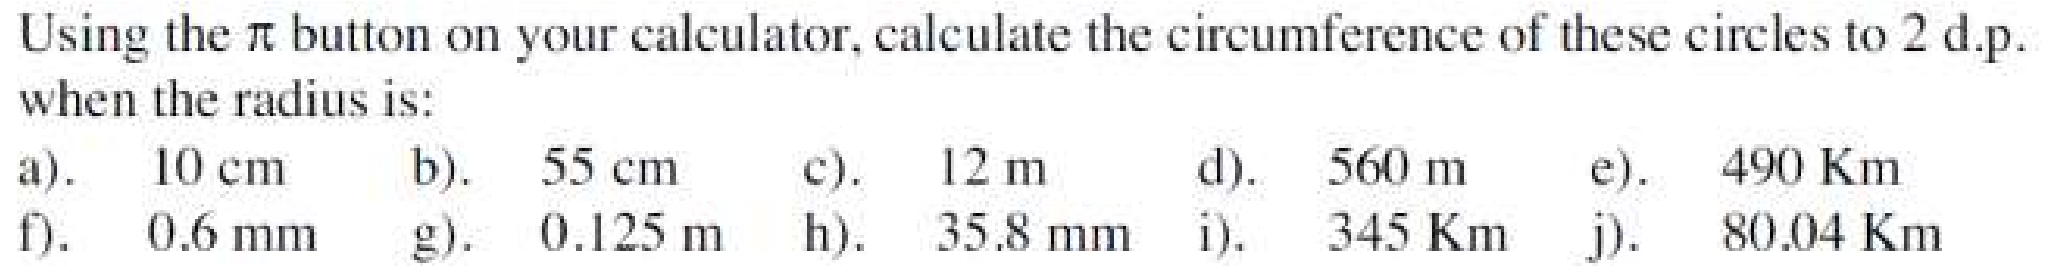 Using the π button on your calculator, calculate the circumference of these circles to 2 d.p.
when the radius is:
a). 10 cm b). 55 cm c). 12 m d). 560 m e). 490 Km
f). 0.6 mm g). 0.125 m h). 35.8 mm i). 345 Km j). 80.04 Km